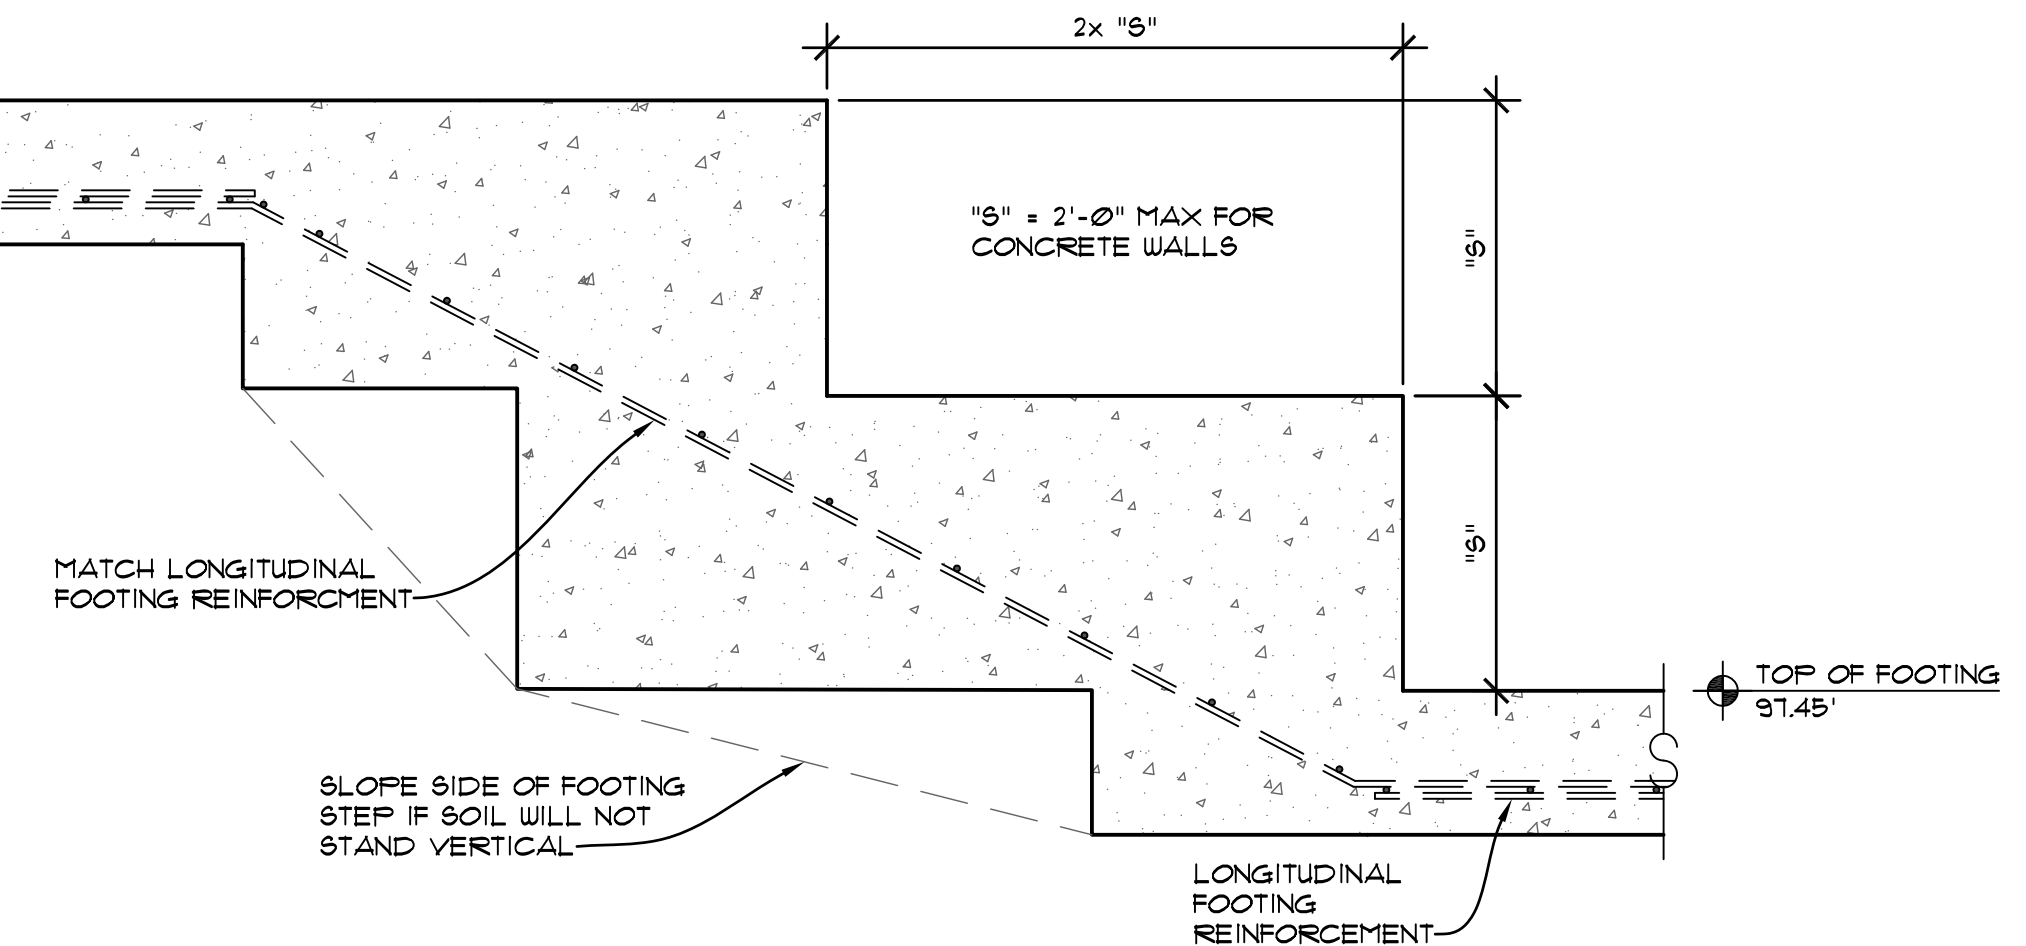 2x "S"
"S" = 2'-0" MAX FOR
CONCRETE WALLS
"S"
"S"
MATCH LONGITUDINAL
FOOTING REINFORCMENT
TOP OF FOOTING
97.45'
SLOPE SIDE OF FOOTING
STEP IF SOIL WILL NOT
STAND VERTICAL
LONGITUDINAL
FOOTING
REINFORCEMENT